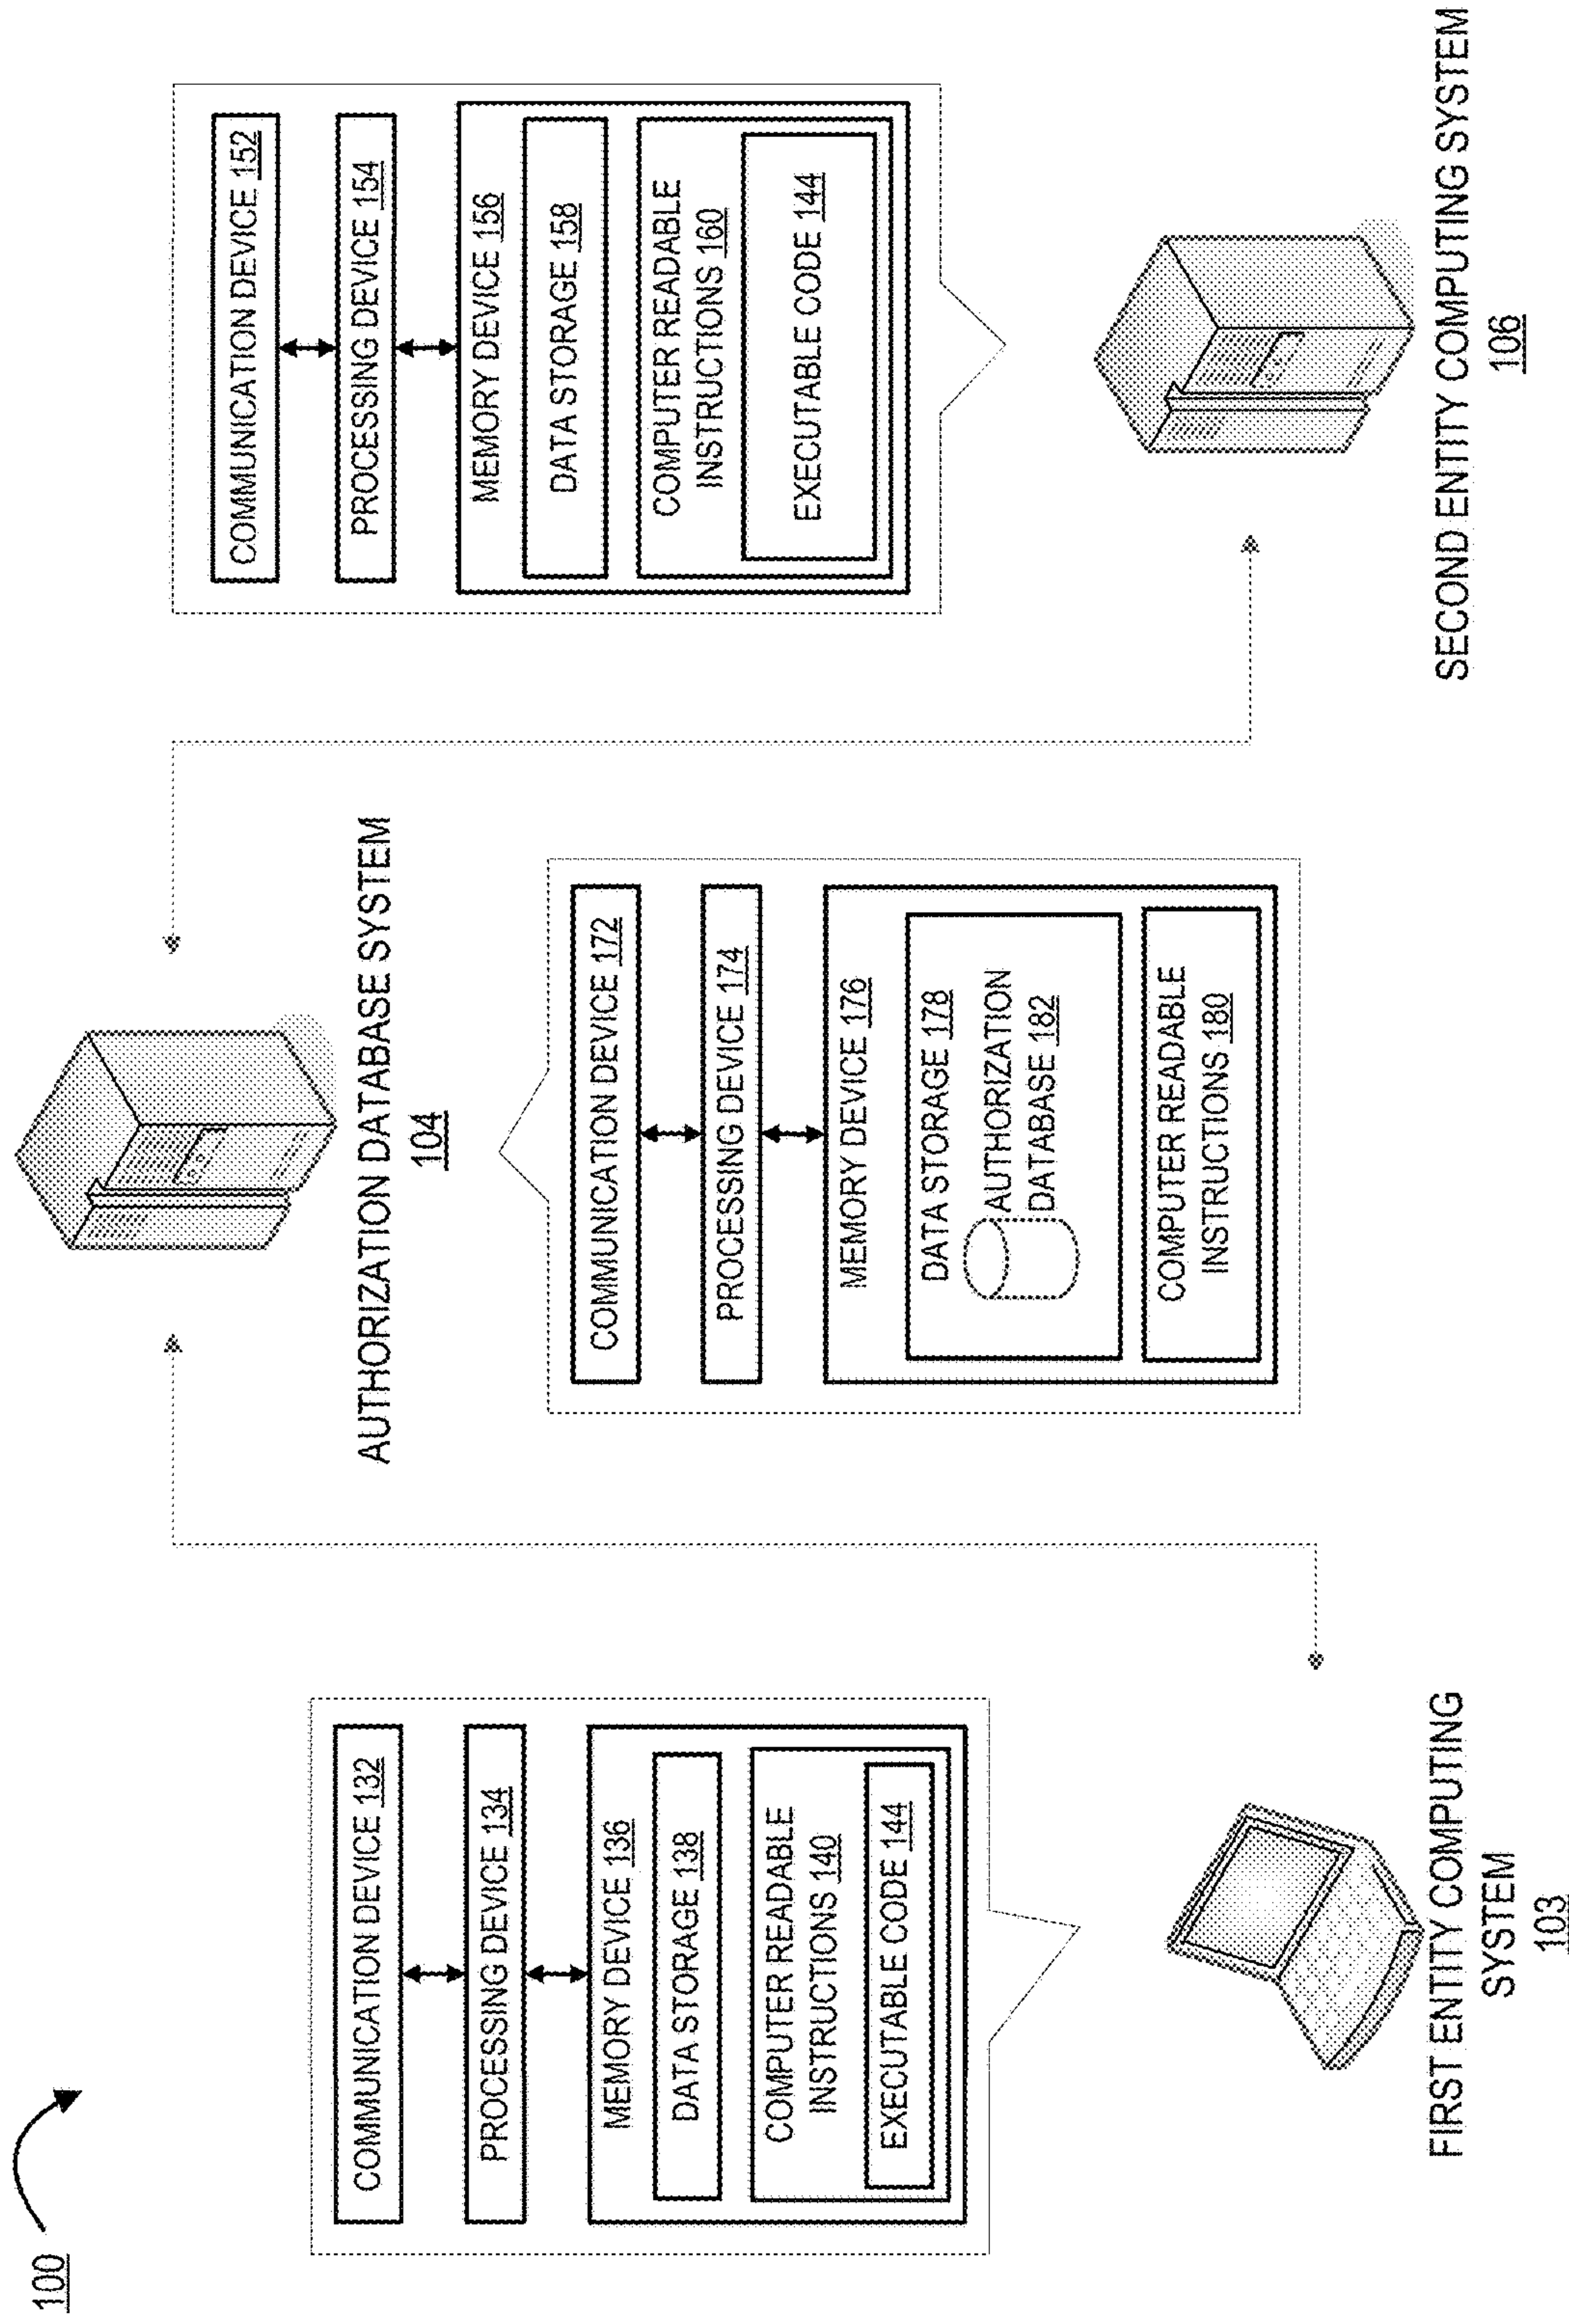 100
COMMUNICATION DEVICE 132
PROCESSING DEVICE 134
MEMORY DEVICE 136
DATA STORAGE 138
COMPUTER READABLE
INSTRUCTIONS 140
EXECUTABLE CODE 144
FIRST ENTITY COMPUTING
SYSTEM
103
AUTHORIZATION DATABASE SYSTEM
104
COMMUNICATION DEVICE 172
PROCESSING DEVICE 174
MEMORY DEVICE 176
DATA STORAGE 178
AUTHORIZATION
DATABASE 182
COMPUTER READABLE
INSTRUCTIONS 180
COMMUNICATION DEVICE 152
PROCESSING DEVICE 154
MEMORY DEVICE 156
DATA STORAGE 158
COMPUTER READABLE
INSTRUCTIONS 160
EXECUTABLE CODE 144
SECOND ENTITY COMPUTING SYSTEM
106